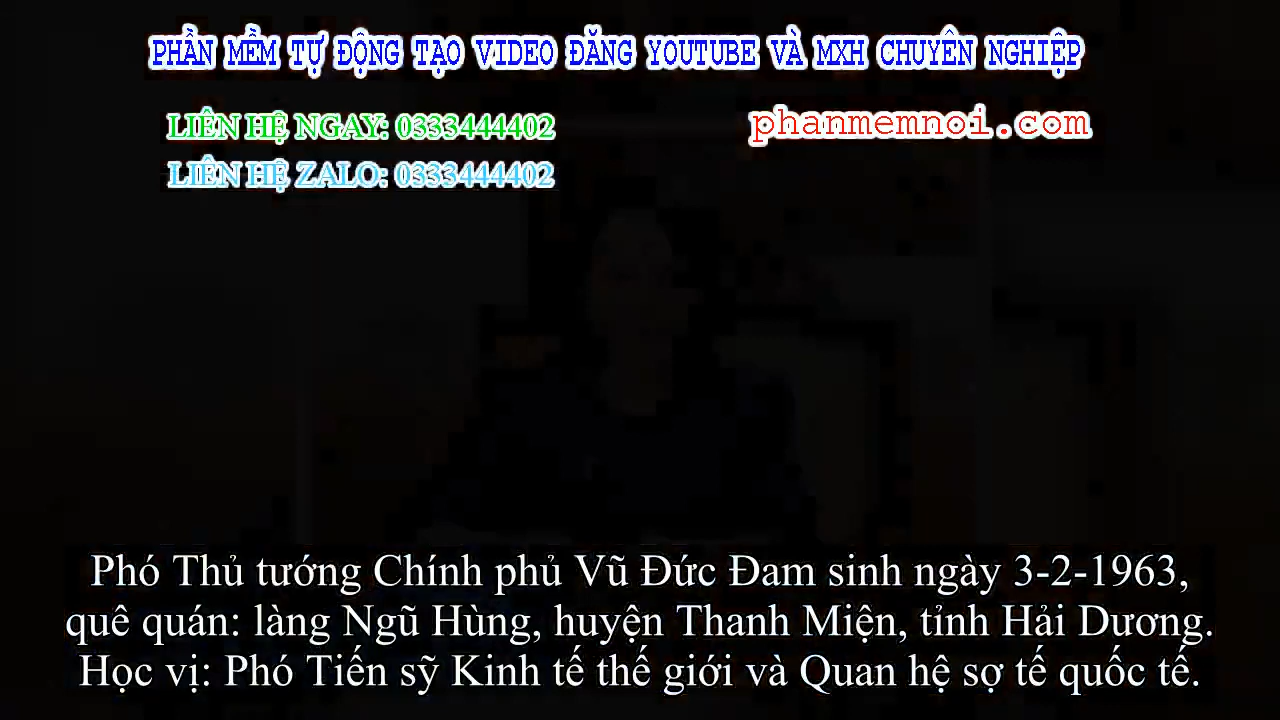 PHẦN MỀM TỰ ĐỘNG TẠO VIDEO ĐĂNG YOUTUBE VÀ MXH CHUYÊN NGHIỆP
LIÊN HỆ NGAY: 0333444402
phanmemnoi.com
LIÊN HỆ ZALO: 0333444402
Phó Thủ tướng Chính phủ Vũ Đức Đam sinh ngày 3-2-1963,
quê quán: làng Ngũ Hùng, huyện Thanh Miện, tỉnh Hải Dương.
Học vị: Phó Tiến sỹ Kinh tế thế giới và Quan hệ sợ tế quốc tế.